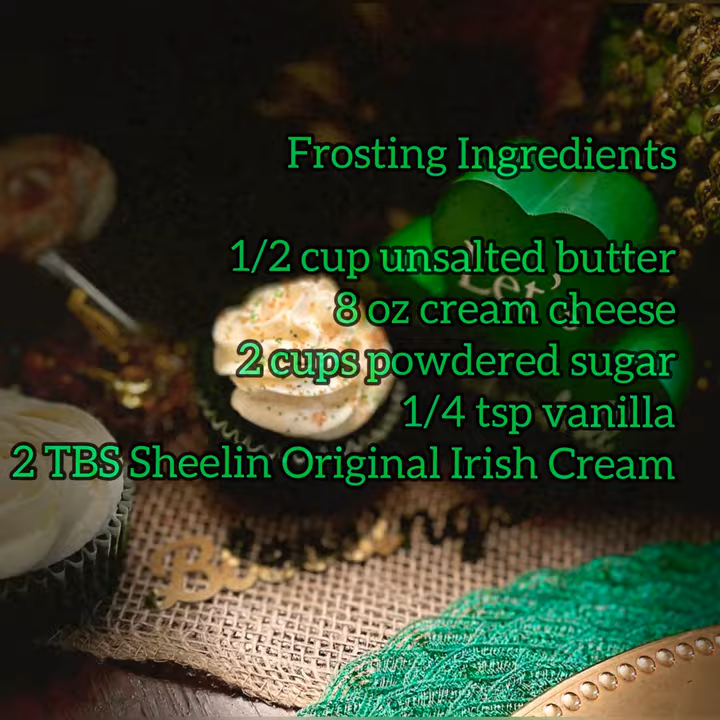 Frosting Ingredients
1/2 cup unsalted butter
8 oz cream cheese
2 cups powdered sugar
1/4 tsp vanilla
2 TBS Sheelin Original Irish Cream
Let's